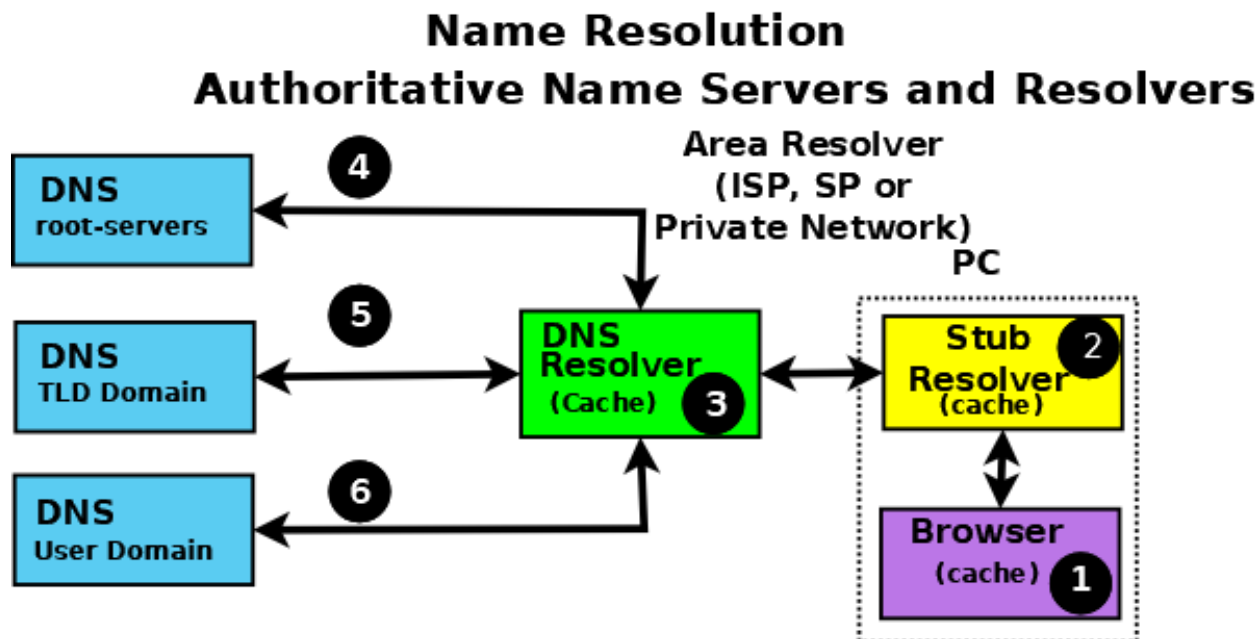 Name Resolution
Authoritative Name Servers and Resolvers
DNS
root-servers
4
Area Resolver
(ISP, SP or
Private Network)
PC
DNS
TLD Domain
5
DNS
Resolver
(Cache)
3
Stub
Resolver
(cache)
2
DNS
User Domain
6
Browser
(cache)
1